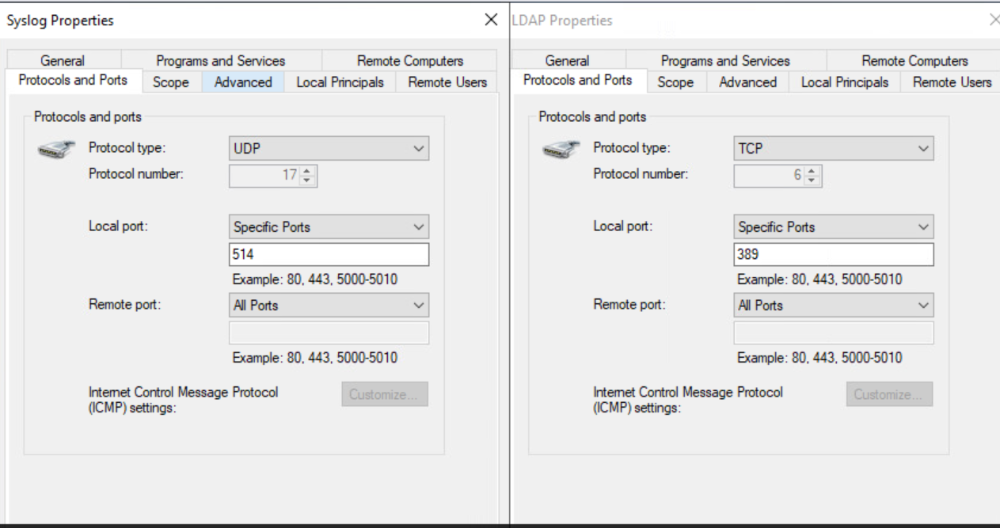 Syslog Properties
General Programs and Services Remote Computers
Protocols and Ports Scope Advanced Local Principals Remote Users
Protocols and ports
Protocol type: UDP
Protocol number: 17
Local port: Specific Ports
514
Example: 80, 443, 5000-5010
Remote port: All Ports
Example: 80, 443, 5000-5010
Internet Control Message Protocol
(ICMP) settings:
Customize...
LDAP Properties
General Programs and Services Remote Computers
Protocols and Ports Scope Advanced Local Principals Remote Users
Protocols and ports
Protocol type: TCP
Protocol number: 6
Local port: Specific Ports
389
Example: 80, 443, 5000-5010
Remote port: All Ports
Example: 80, 443, 5000-5010
Internet Control Message Protocol
(ICMP) settings:
Customize...